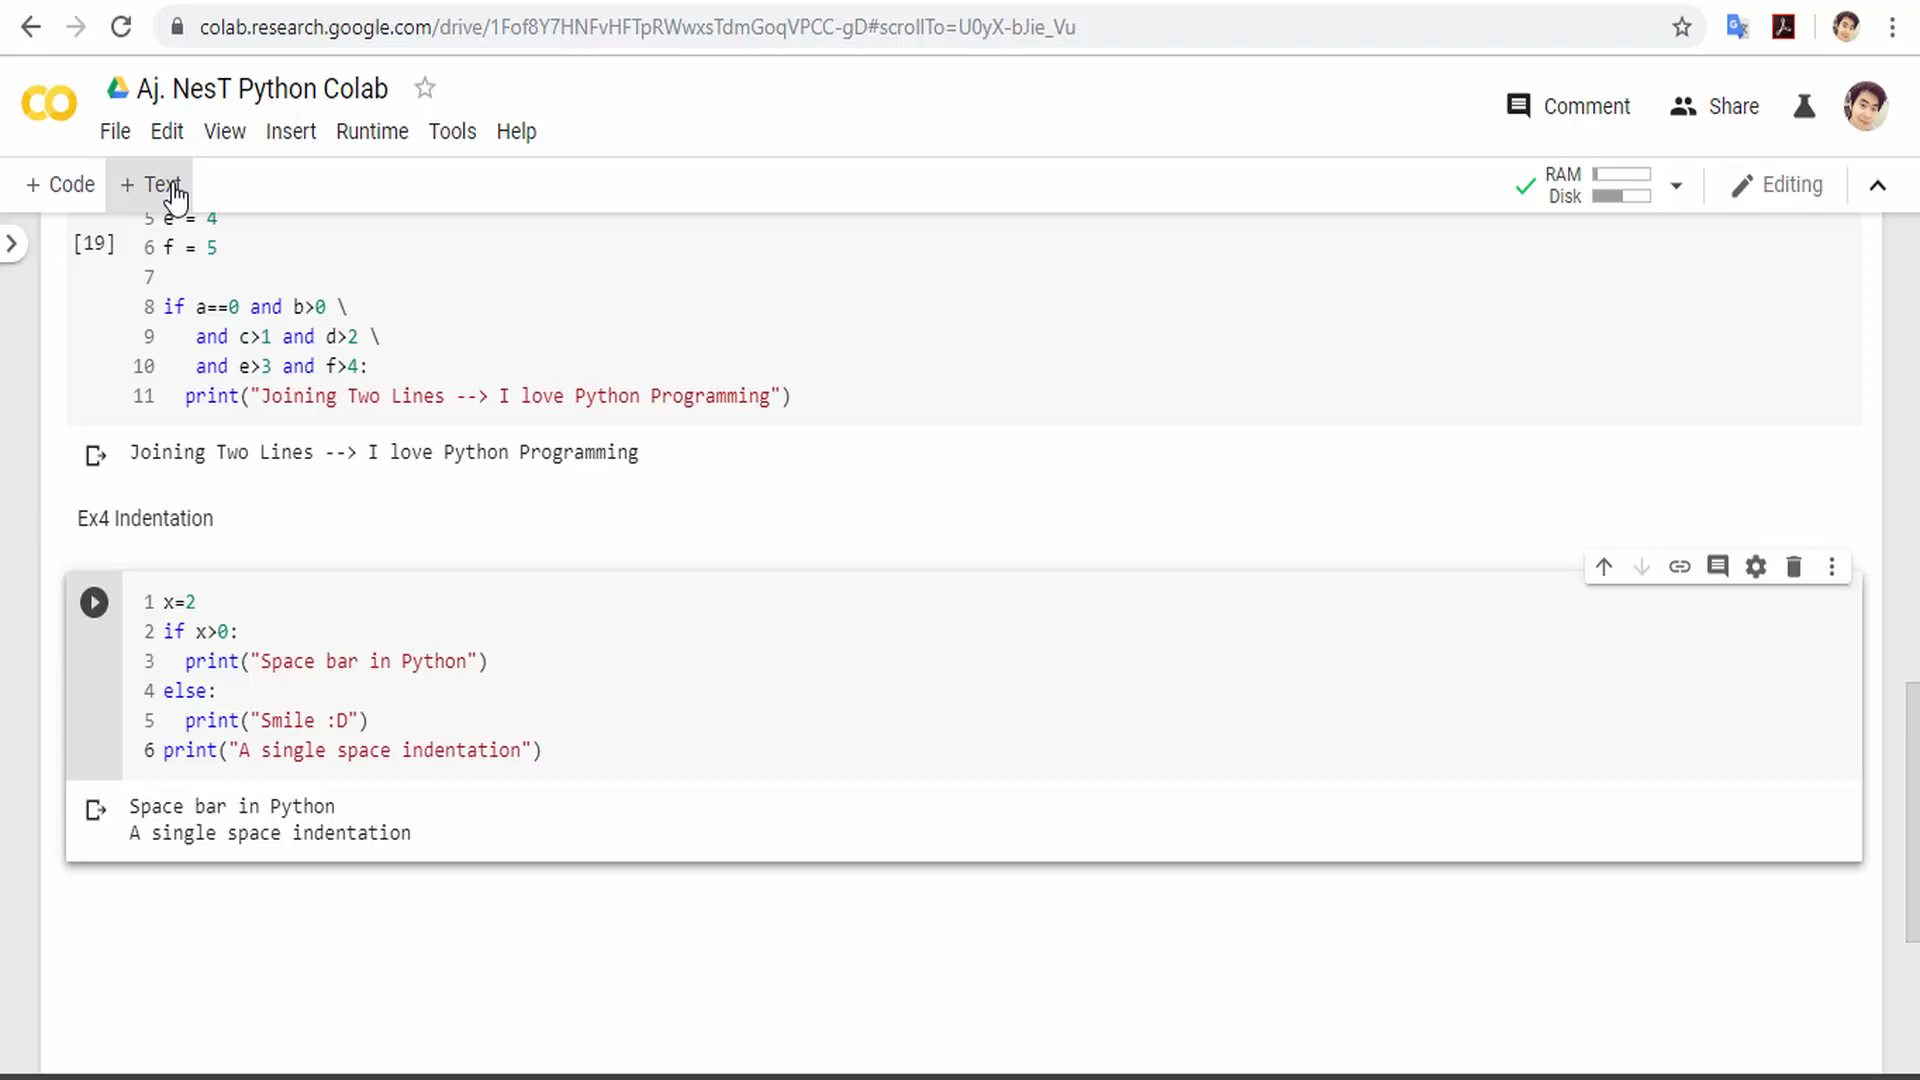 colab.research.google.com/drive/1Fof8Y7HNFvHFTpRWwxsTdmGoqVPCC-gD#scrollTo=U0yX-bJie_Vu
Aj. NesT Python Colab
File Edit View Insert Runtime Tools Help
Comment Share
+ Code + Text
RAM
Disk
Editing
5 e = 4
[19] 6 f = 5
7
8 if a==0 and b>0 \
9 and c>1 and d>2 \
10 and e>3 and f>4:
11 print("Joining Two Lines --> I love Python Programming")
Joining Two Lines --> I love Python Programming
Ex4 Indentation
1 x=2
2 if x>0:
3 print("Space bar in Python")
4 else:
5 print("Smile :D")
6 print("A single space indentation")
Space bar in Python
A single space indentation